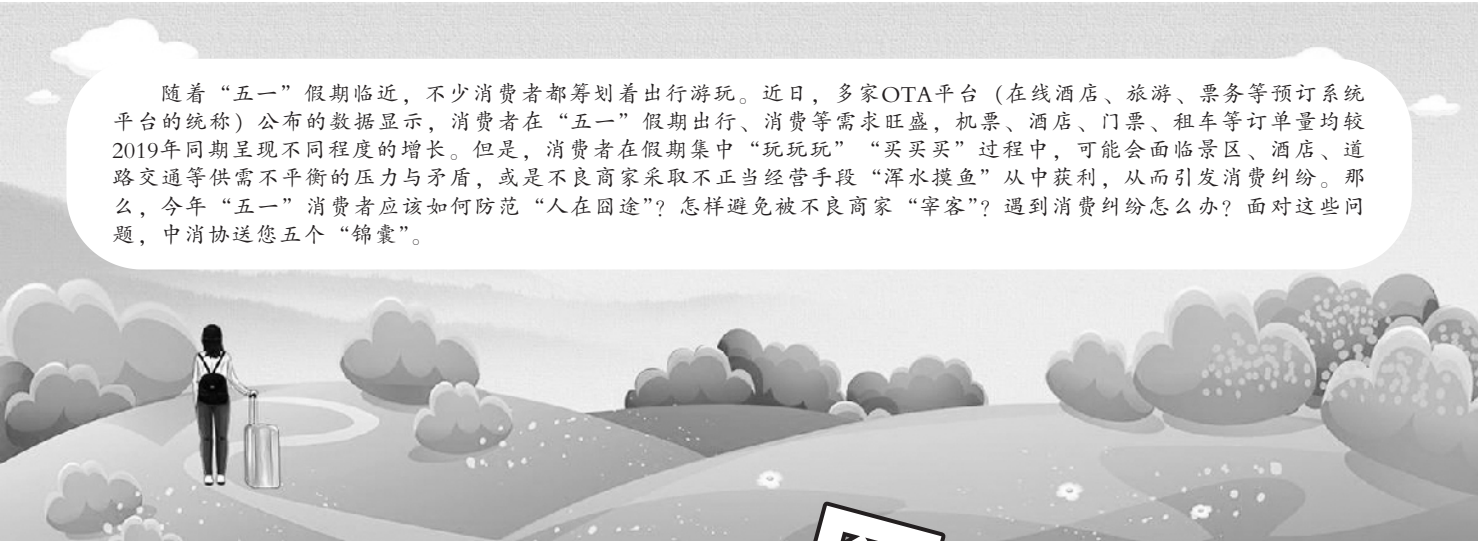 随着“五一”假期临近，不少消费者都筹划着出行游玩。近日，多家OTA平台（在线酒店、旅游、票务等预订系统
平台的统称）公布的数据显示，消费者在“五一”假期出行、消费等需求旺盛，机票、酒店、门票、租车等订单量均较
2019年同期呈现不同程度的增长。但是，消费者在假期集中“玩玩玩”“买买买”过程中，可能会面临景区、酒店、道
路交通等供需不平衡的压力与矛盾，或是不良商家采取不正当经营手段“浑水摸鱼”从中获利，从而引发消费纠纷。那
么，今年“五一”消费者应该如何防范“人在囧途”？怎样避免被不良商家“宰客”？遇到消费纠纷怎么办？面对这些问
题，中消协送您五个“锦囊”。